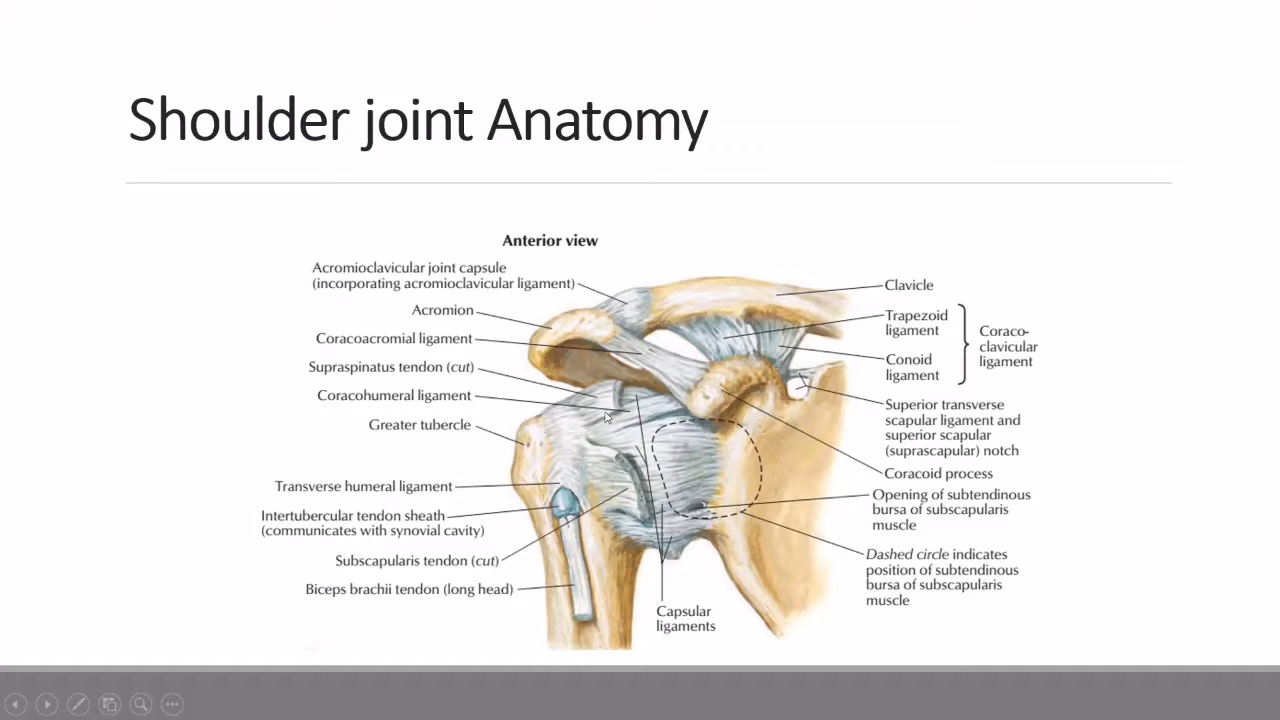 Shoulder joint Anatomy
Anterior view
Acromioclavicular joint capsule
(incorporating acromioclavicular ligament)
Acromion
Coracoacromial ligament
Supraspinatus tendon (cut)
Coracohumeral ligament
Greater tubercle
Transverse humeral ligament
Intertubercular tendon sheath
(communicates with synovial cavity)
Subscapularis tendon (cut)
Biceps brachii tendon (long head)
Capsular
ligaments
Clavicle
Trapezoid
ligament
Conoid
ligament
Coraco-
clavicular
ligament
Superior transverse
scapular ligament and
superior scapular
(suprascapular) notch
Coracoid process
Opening of subtendinous
bursa of subscapularis
muscle
Dashed circle indicates
position of subtendinous
bursa of subscapularis
muscle